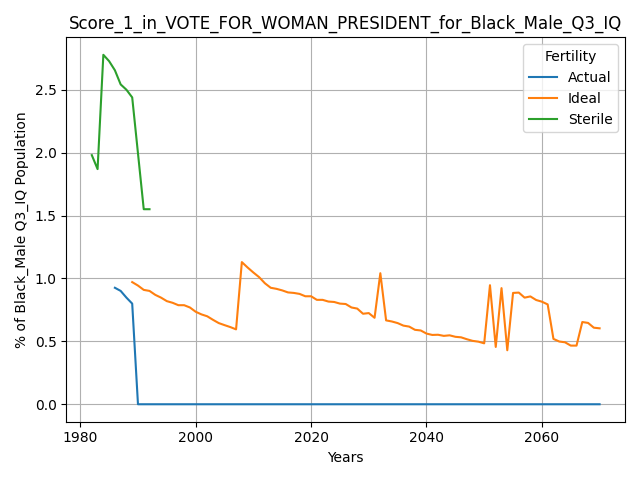 Score_1_in_VOTE_FOR_WOMAN_PRESIDENT_for_Black_Male_Q3_IQ
Fertility
Actual
Ideal
Sterile
% of Black_Male Q3_IQ Population
2.5
2.0
1.5
1.0
0.5
0.0
1980 2000 2020 2040 2060
Years